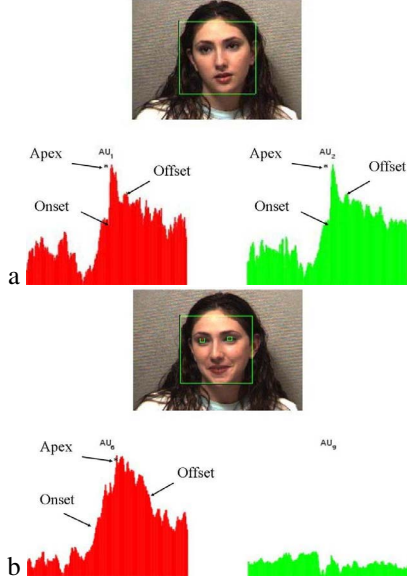 Apex
AU1
Offset
Onset
Apex
AU2
Offset
Onset
a
Apex
AU6
Offset
Onset
AU9
b